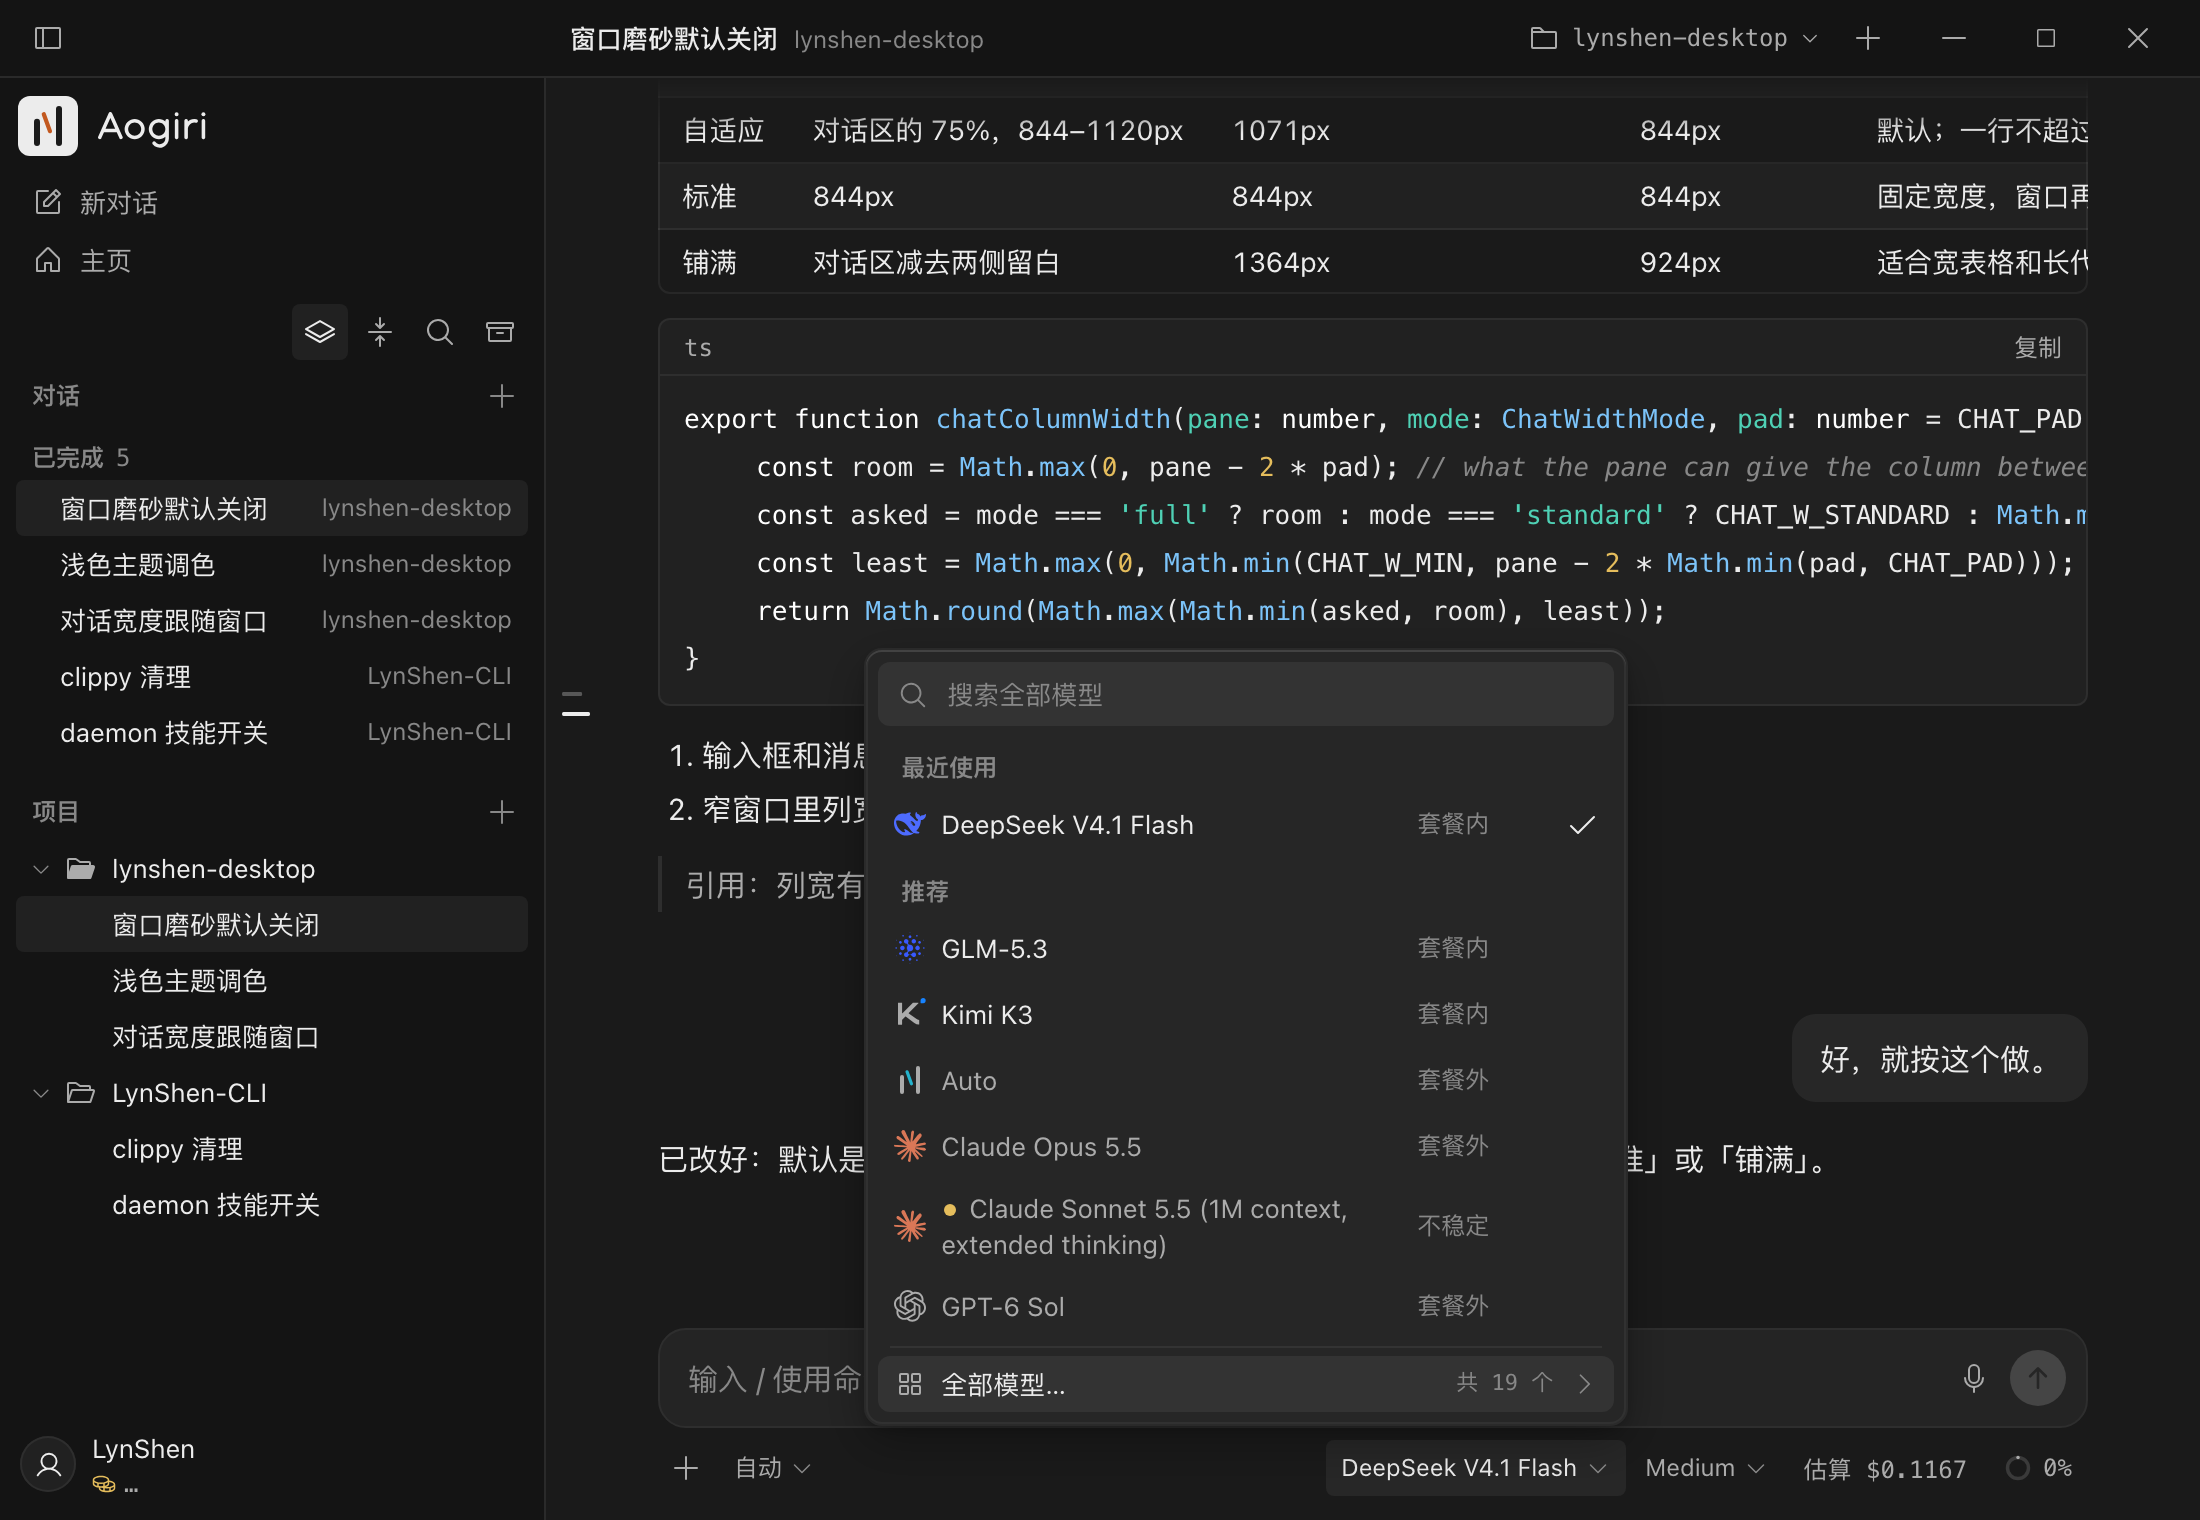 窗口磨砂默认关闭 lynshen-desktop
lynshen-desktop
Aogiri
新对话
主页
对话
已完成 5
窗口磨砂默认关闭 lynshen-desktop
浅色主题调色 lynshen-desktop
对话宽度跟随窗口 lynshen-desktop
clippy 清理 LynShen-CLI
daemon 技能开关 LynShen-CLI
项目
lynshen-desktop
窗口磨砂默认关闭
浅色主题调色
对话宽度跟随窗口
LynShen-CLI
clippy 清理
daemon 技能开关
LynShen
...
自适应 对话区的 75%，844–1120px 1071px 844px 默认；一行不超过
标准 844px 844px 844px 固定宽度，窗口再
铺满 对话区减去两侧留白 1364px 924px 适合宽表格和长代
ts 复制
export function chatColumnWidth(pane: number, mode: ChatWidthMode, pad: number = CHAT_PAD
const room = Math.max(0, pane - 2 * pad); // what the pane can give the column betwee
const asked = mode === 'full' ? room : mode === 'standard' ? CHAT_W_STANDARD : Math.m
const least = Math.max(0, Math.min(CHAT_W_MIN, pane - 2 * Math.min(pad, CHAT_PAD)));
return Math.round(Math.max(Math.min(asked, room), least));
}
1. 输入框和消息
2. 窄窗口里列宽
引用：列宽有
好，就按这个做。
已改好：默认是
准」或「铺满」。
搜索全部模型
最近使用
DeepSeek V4.1 Flash 套餐内
推荐
GLM-5.3 套餐内
Kimi K3 套餐内
Auto 套餐外
Claude Opus 5.5 套餐外
Claude Sonnet 5.5 (1M context,
extended thinking) 不稳定
GPT-6 Sol 套餐外
全部模型... 共 19 个
输入 / 使用命
自动
DeepSeek V4.1 Flash
Medium
估算 $0.1167
0%